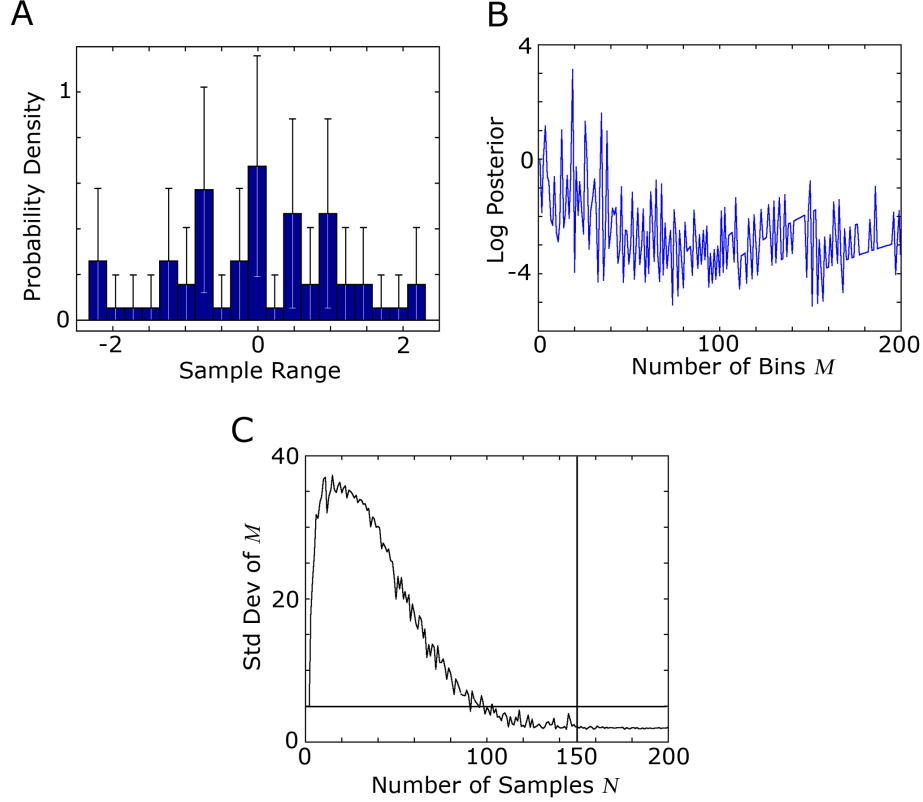 A
Probability Density
1
0
-2
0
2
Sample Range
B
Log Posterior
4
0
-4
0
100
200
Number of Bins M
C
Std Dev of M
40
20
0
0
100
150
200
Number of Samples N